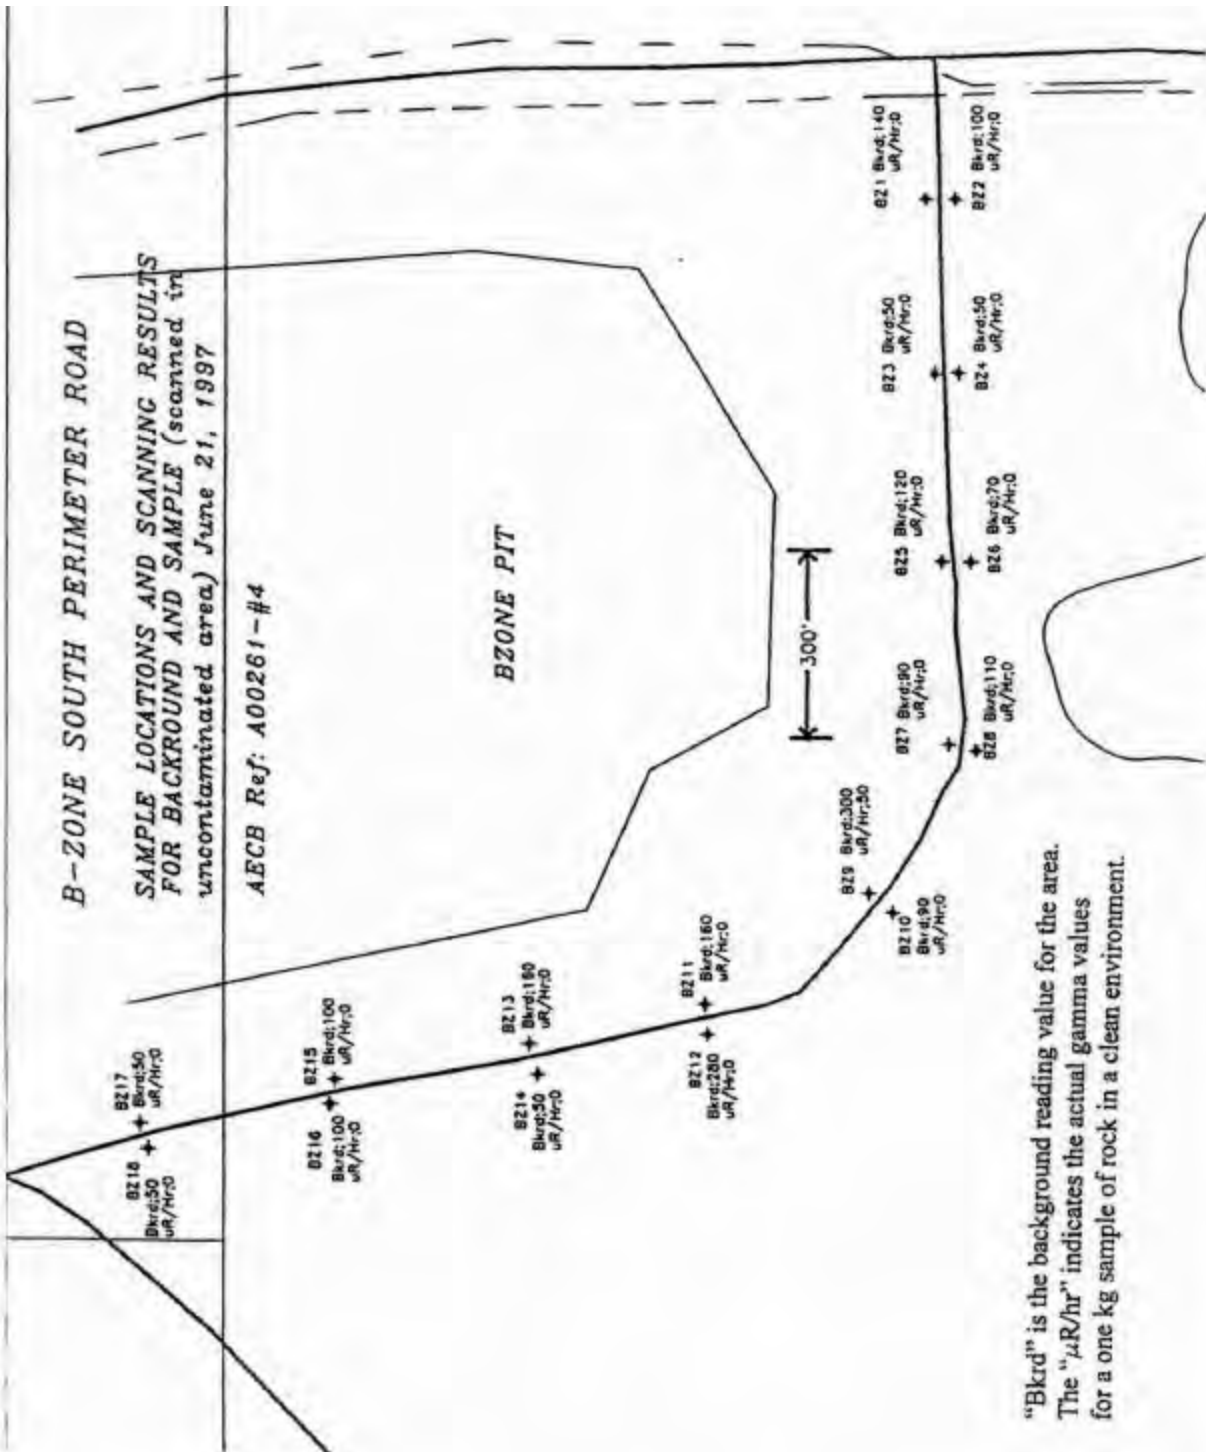 B-ZONE SOUTH PERIMETER ROAD
SAMPLE LOCATIONS AND SCANNING RESULTS
FOR BACKROUND AND SAMPLE (scanned in
uncontaminated area) June 21, 1997
AECB Ref: A00261-#4
BZONE PIT
300'
BZ1 Bkrd;140
uR/Hr;0
BZ2 Bkrd;100
uR/Hr;0
BZ3 Bkrd;50
uR/Hr;0
BZ4 Bkrd;50
uR/Hr;0
BZ5 Bkrd;120
uR/Hr;0
BZ6 Bkrd;70
uR/Hr;0
BZ7 Bkrd;90
uR/Hr;0
BZ8 Bkrd;110
uR/Hr;0
BZ9 Bkrd;300
uR/Hr;50
BZ10
Bkrd;90
uR/Hr;0
BZ11
Bkrd;160
uR/Hr;0
BZ12
Bkrd;280
uR/Hr;0
BZ13
Bkrd;160
uR/Hr;0
BZ14
Bkrd;50
uR/Hr;0
BZ15
Bkrd;100
uR/Hr;0
BZ16
Bkrd;100
uR/Hr;0
BZ17
Bkrd;50
uR/Hr;0
BZ18
Bkrd;50
uR/Hr;0
"Bkrd" is the background reading value for the area.
The "μR/hr" indicates the actual gamma values
for a one kg sample of rock in a clean environment.